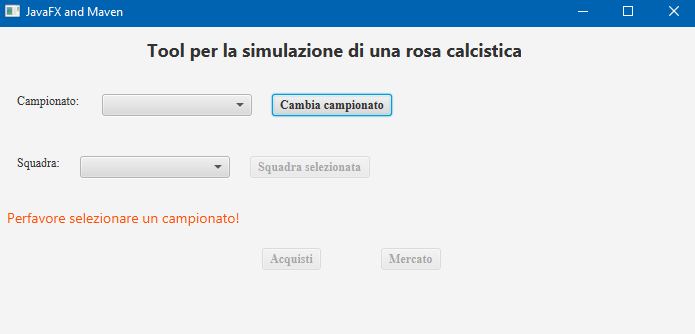 JavaFX and Maven
Tool per la simulazione di una rosa calcistica
Campionato:
Cambia campionato
Squadra:
Squadra selezionata
Perfavore selezionare un campionato!
Acquisti
Mercato